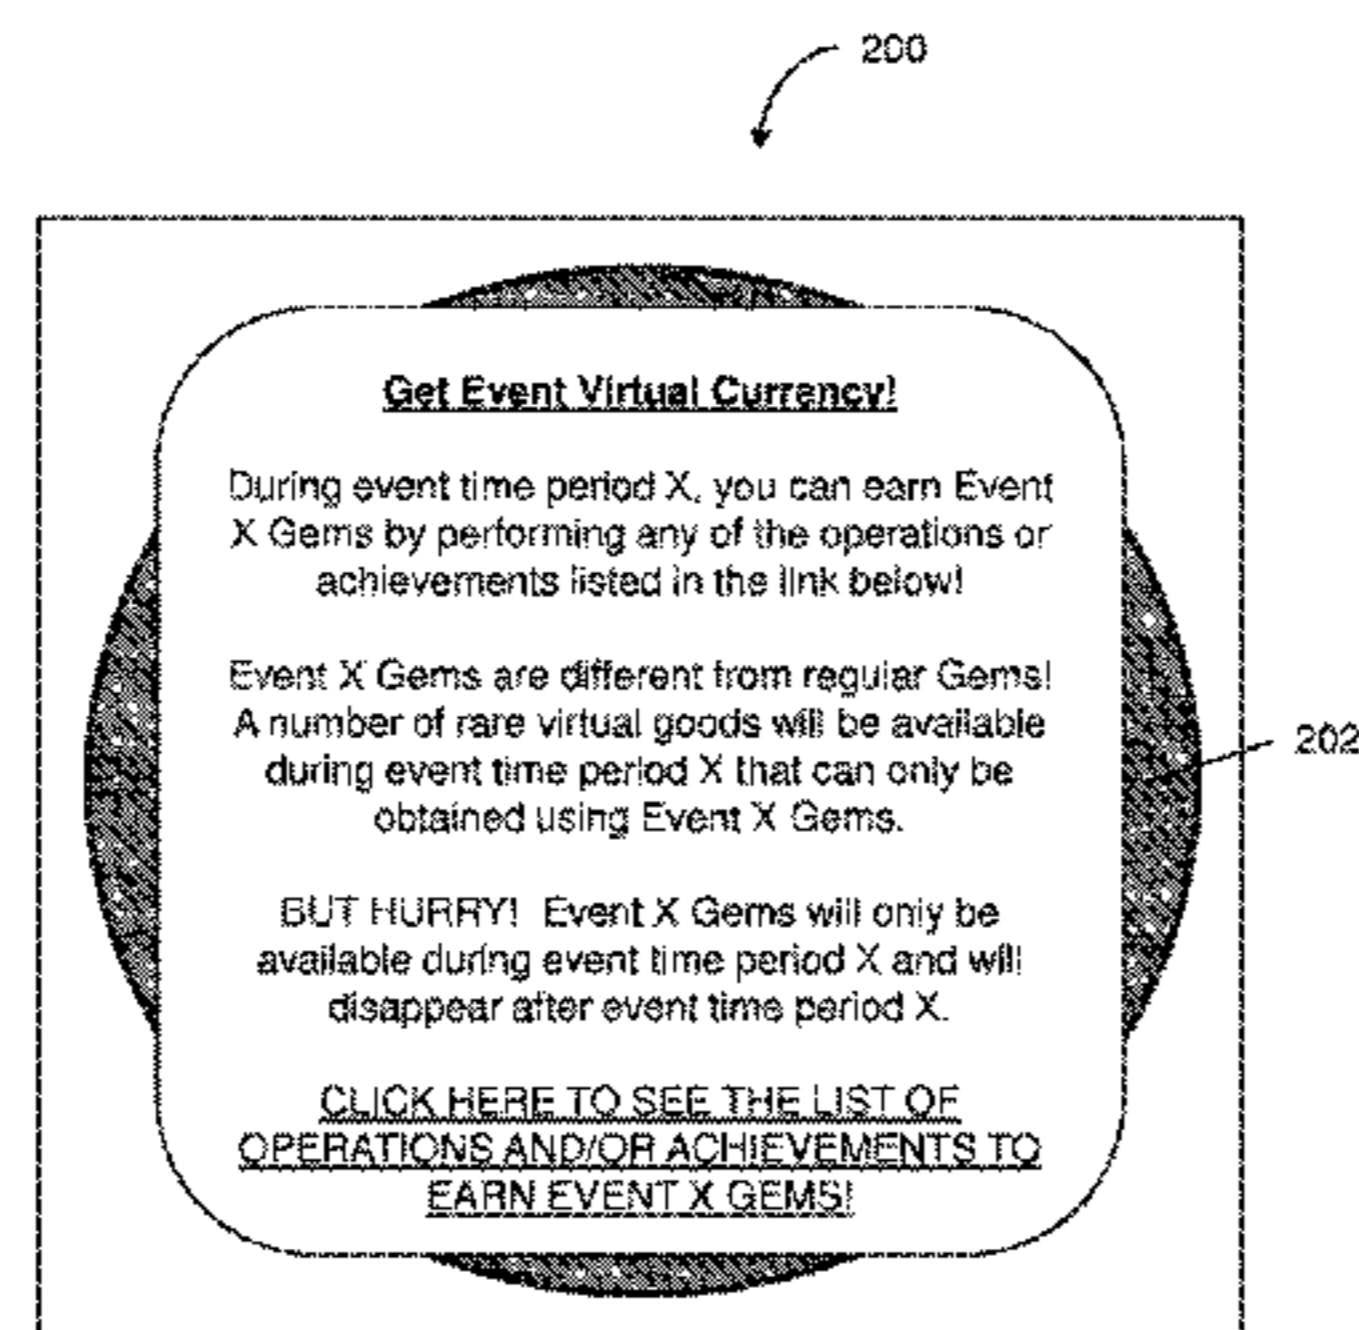 200
Get Event Virtual Currency!
During event time period X, you can earn Event
X Gems by performing any of the operations or
achievements listed in the link below!
Event X Gems are different from regular Gems!
A number of rare virtual goods will be available
during event time period X that can only be
obtained using Event X Gems.
202
BUT HURRY! Event X Gems will only be
available during event time period X and will
disappear after event time period X.
CLICK HERE TO SEE THE LIST OF
OPERATIONS AND/OR ACHIEVEMENTS TO
EARN EVENT X GEMS!